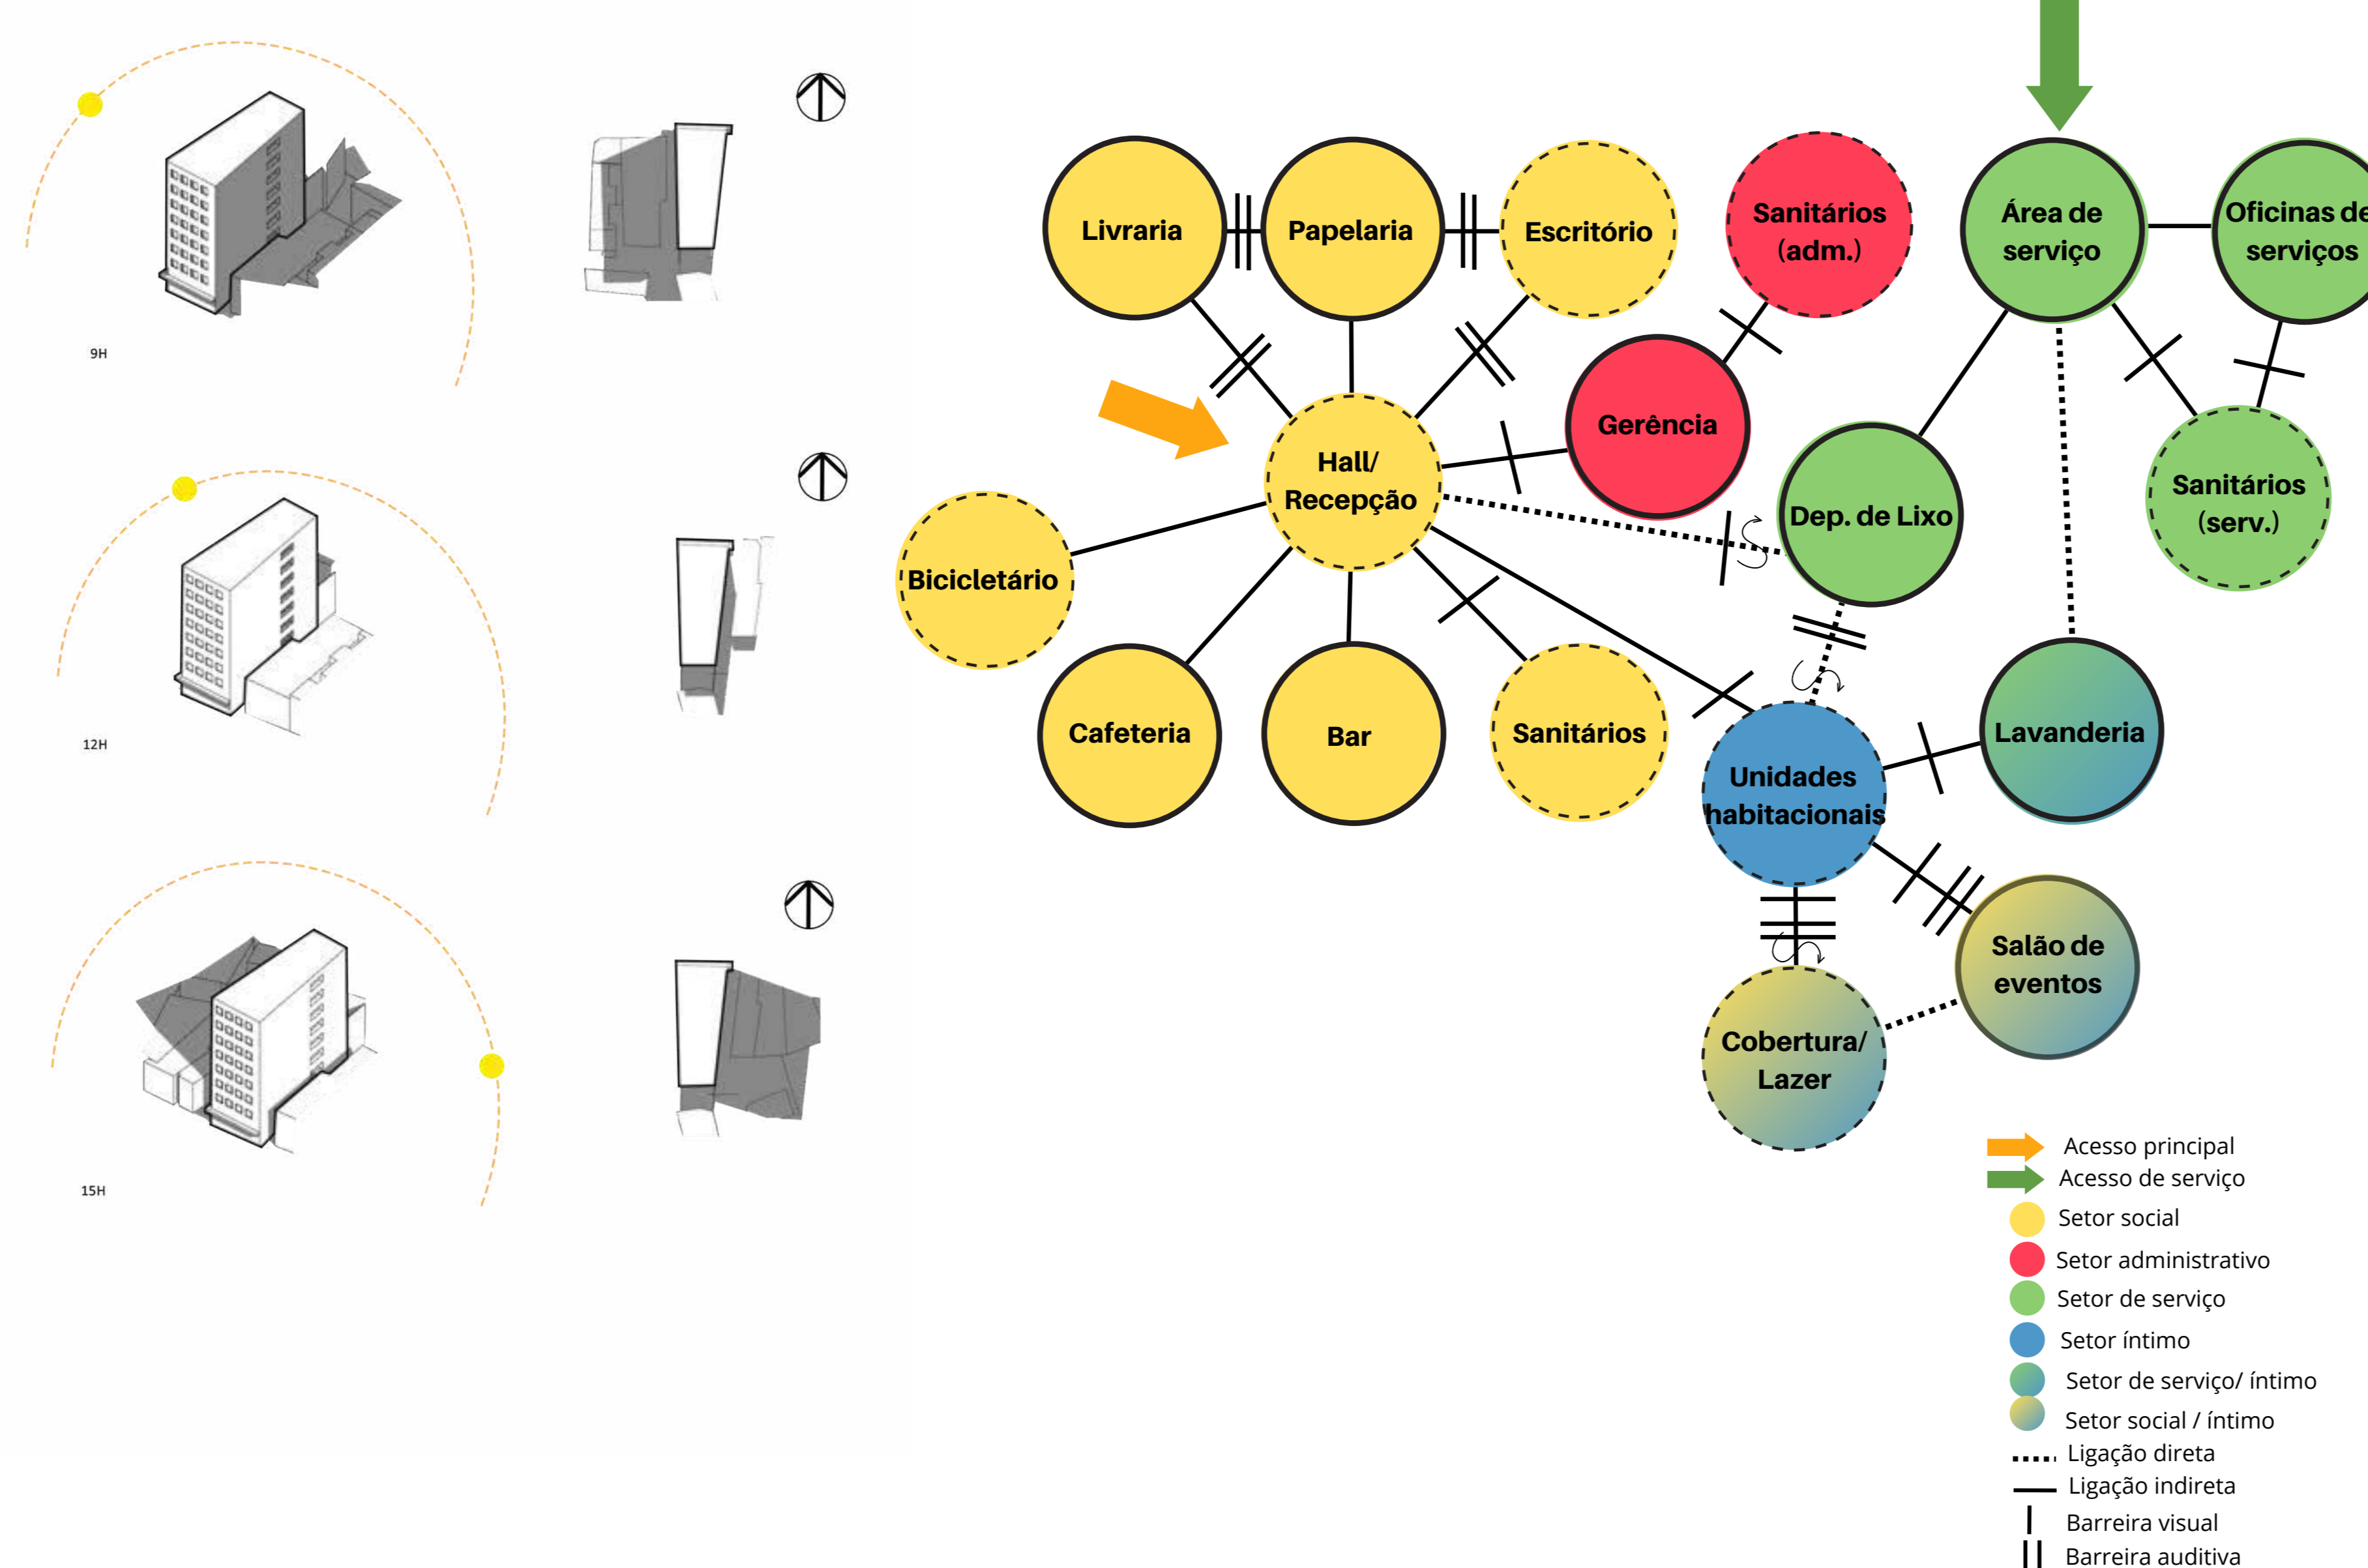 9H
12H
15H
Livraria
Papelaria
Escritório
Sanitários
(adm.)
Área de
serviço
Oficinas de
serviços
Gerência
Hall/
Recepção
Dep. de Lixo
Sanitários
(serv.)
Bicicletário
Cafeteria
Bar
Sanitários
Unidades
habitacionais
Lavanderia
Salão de
eventos
Cobertura/
Lazer
Acesso principal
Acesso de serviço
Setor social
Setor administrativo
Setor de serviço
Setor íntimo
Setor de serviço/ íntimo
Setor social / íntimo
Ligação direta
Ligação indireta
Barreira visual
Barreira auditiva